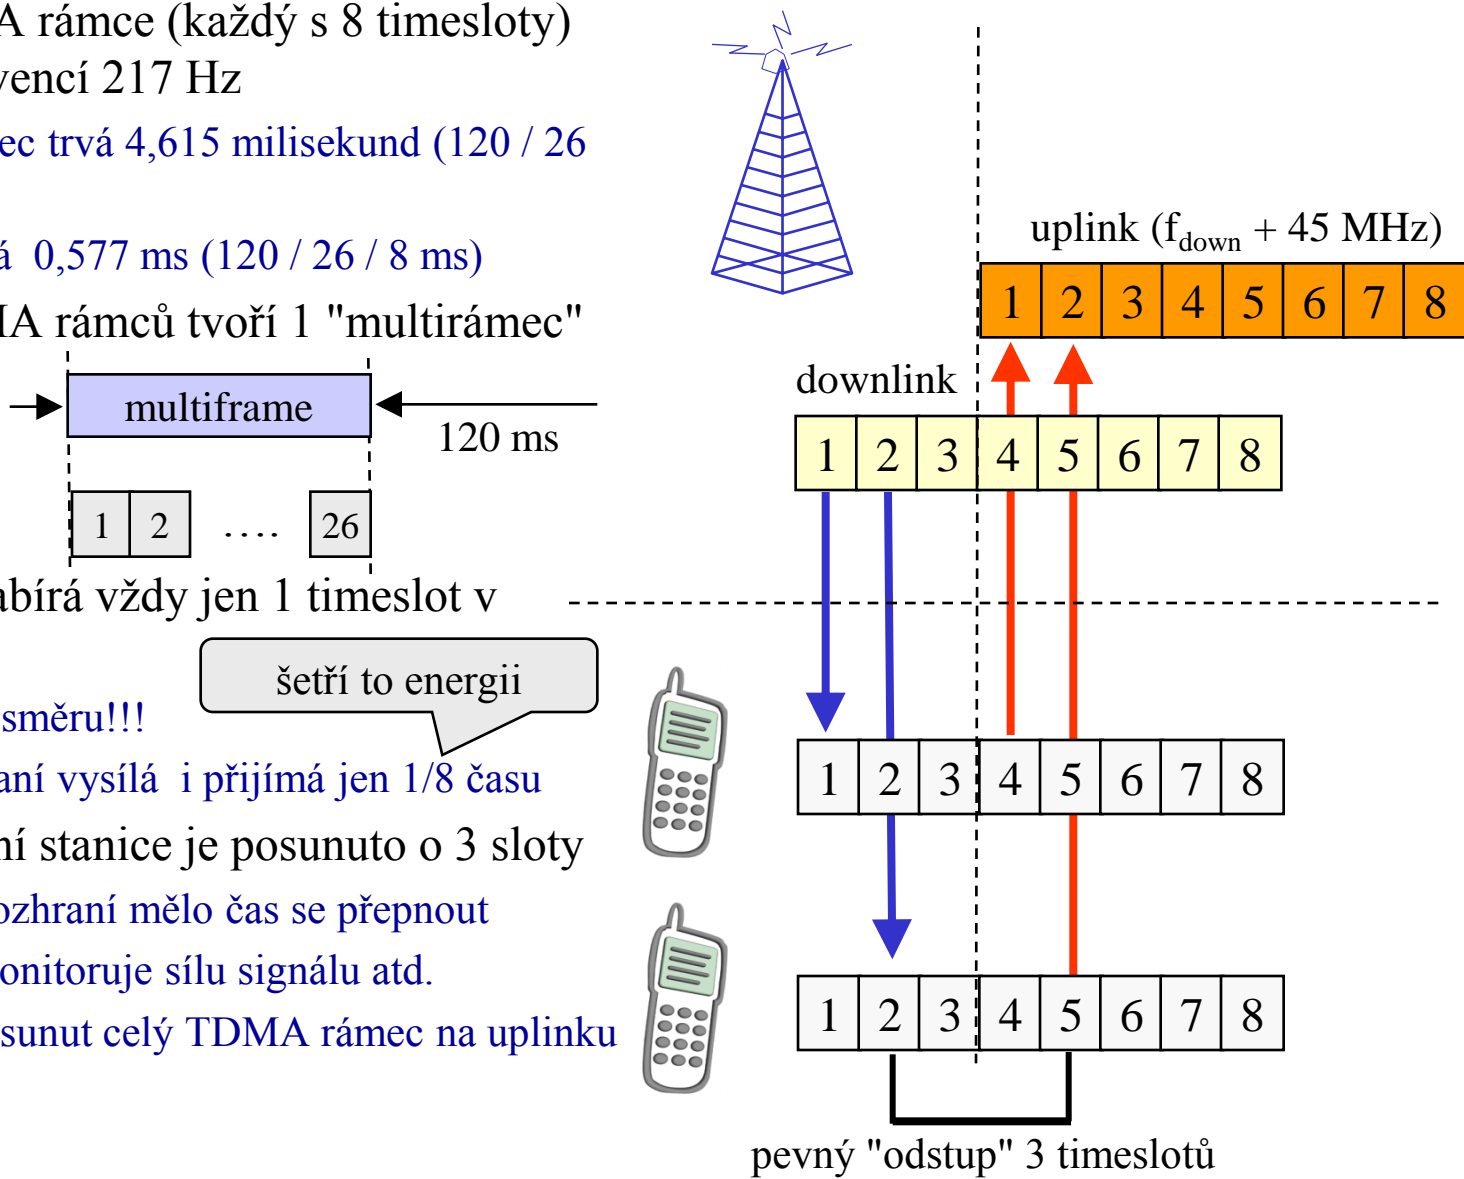 A rámce (každý s 8 timesloty)
vencí 217 Hz
ec trvá 4,615 milisekund (120 / 26
á 0,577 ms (120 / 26 / 8 ms)
IA rámců tvoří 1 "multirámec"
multiframe
120 ms
1 2 …. 26
abírá vždy jen 1 timeslot v
šetří to energii
směru!!!
aní vysílá i přijímá jen 1/8 času
ní stanice je posunuto o 3 sloty
ozhraní mělo čas se přepnout
onitoruje sílu signálu atd.
sunut celý TDMA rámec na uplinku
uplink (f_down + 45 MHz)
1 2 3 4 5 6 7 8
downlink
1 2 3 4 5 6 7 8
1 2 3 4 5 6 7 8
1 2 3 4 5 6 7 8
pevný "odstup" 3 timeslotů